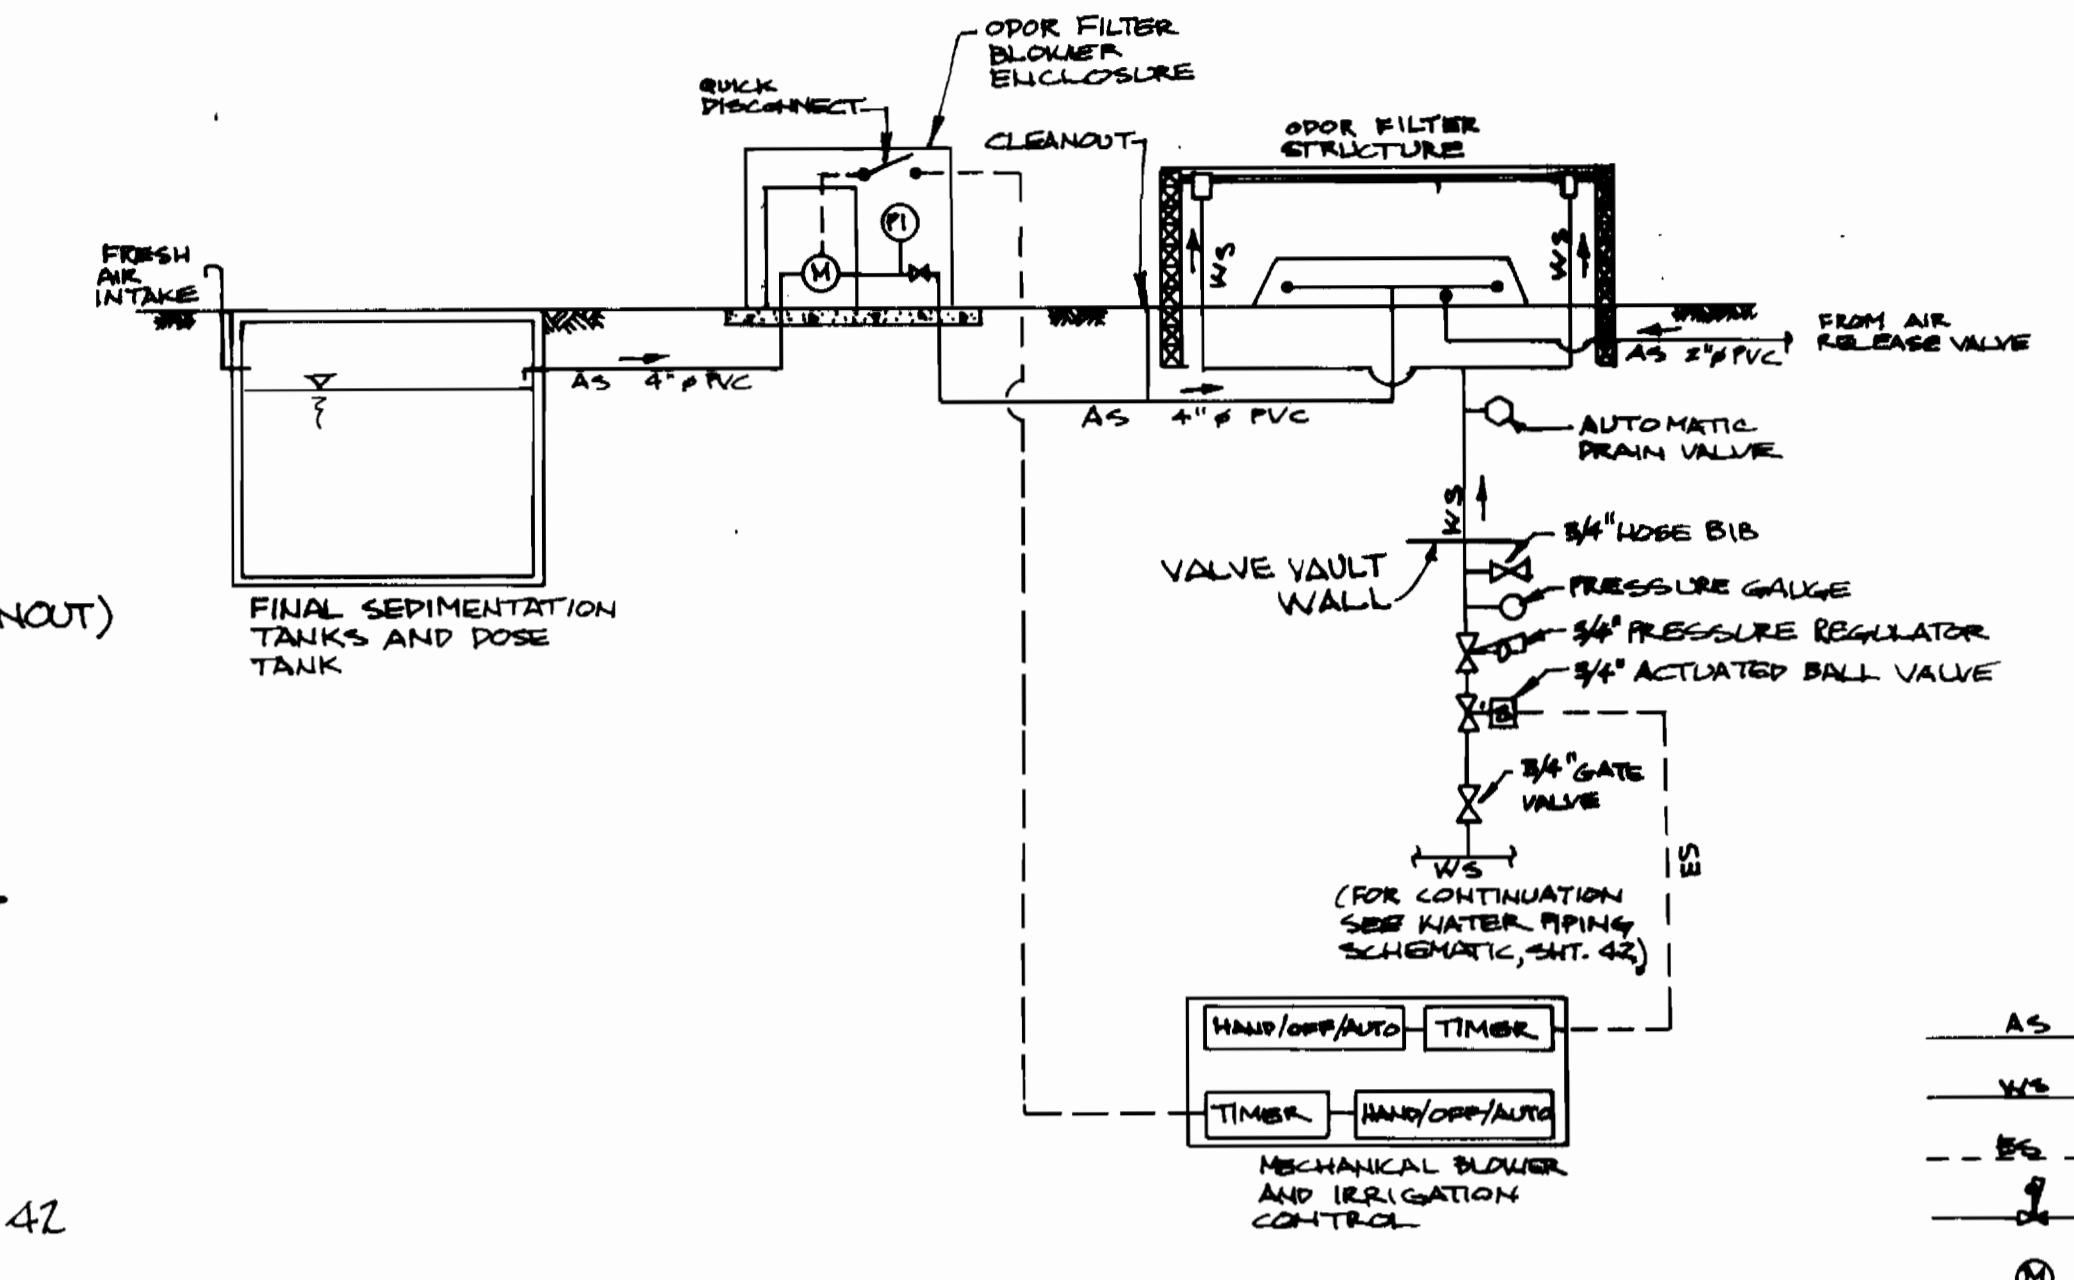 ODOR FILTER
BLOWER
ENCLOSURE
QUICK
DISCONNECT
CLEANOUT
ODOR FILTER
STRUCTURE
FRESH
AIR
INTAKE
PI
M
WS
WS
FROM AIR
RELEASE VALVE
AS 2"ø PVC
AS 4"ø PVC
AS 4"ø PVC
AUTOMATIC
DRAIN VALVE
WS
3/4" HOSE BIB
VALVE VAULT
WALL
PRESSURE GAUGE
3/4" PRESSURE REGULATOR
3/4" ACTUATED BALL VALVE
NOUT)
FINAL SEDIMENTATION
TANKS AND DOSE
TANK
3/4" GATE
VALVE
ES
WS
(FOR CONTINUATION
SEE WATER PIPING
SCHEMATIC, SHT. 42)
HAND/OFF/AUTO TIMER
TIMER HAND/OFF/AUTO
MECHANICAL BLOWER
AND IRRIGATION
CONTROL
42
AS
WS
ES
M